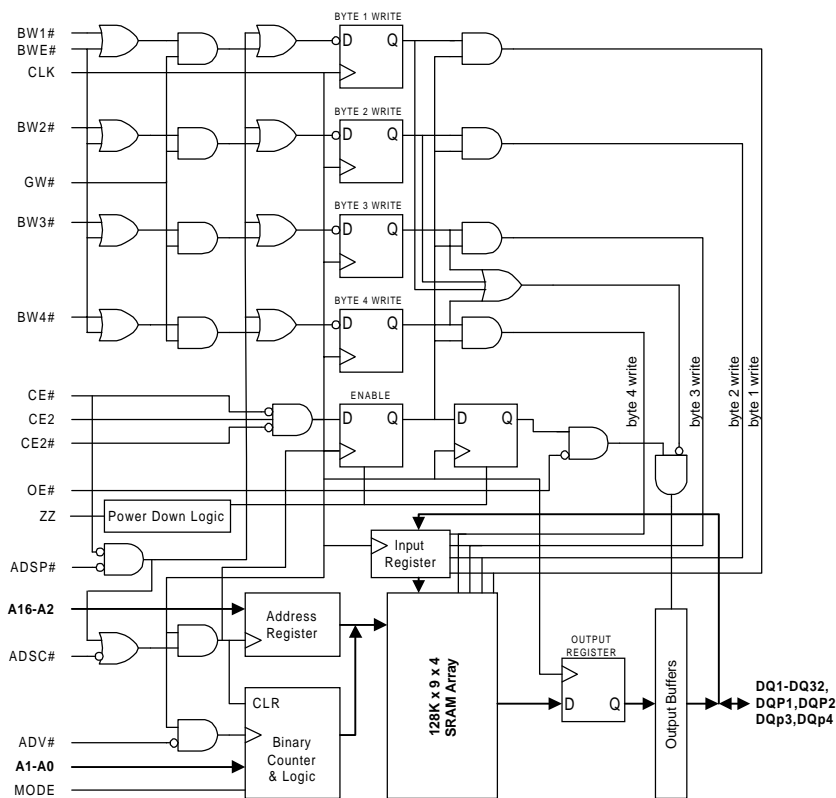 BYTE 1 WRITE
BW1#
BWE#
D Q
CLK
BYTE 2 WRITE
BW2#
D Q
GW#
BYTE 3 WRITE
BW3#
D Q
BYTE 4 WRITE
BW4#
D Q
byte 4 write
byte 3 write
byte 2 write
byte 1 write
CE#
ENABLE
CE2
D Q
D Q
CE2#
OE#
ZZ
Power Down Logic
Input
Register
ADSP#
A16-A2
Address
Register
ADSC#
OUTPUT
REGISTER
CLR
128K x 9 x 4
SRAM Array
D Q
Output Buffers
DQ1-DQ32,
DQP1,DQP2
DQp3,DQp4
ADV#
Binary
Counter
& Logic
A1-A0
MODE